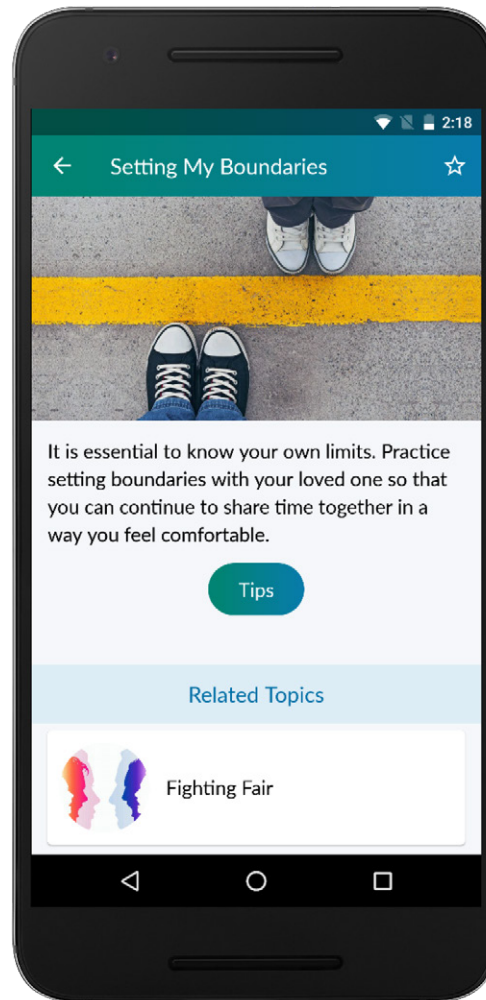 2:18
Setting My Boundaries
It is essential to know your own limits. Practice
setting boundaries with your loved one so that
you can continue to share time together in a
way you feel comfortable.
Tips
Related Topics
Fighting Fair